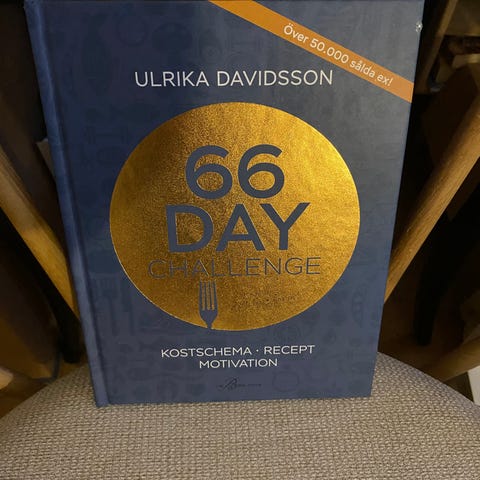 Över 50.000 sålda ex!
ULRIKA DAVIDSSON
66
DAY
CHALLENGE
KOSTSCHEMA · RECEPT
MOTIVATION